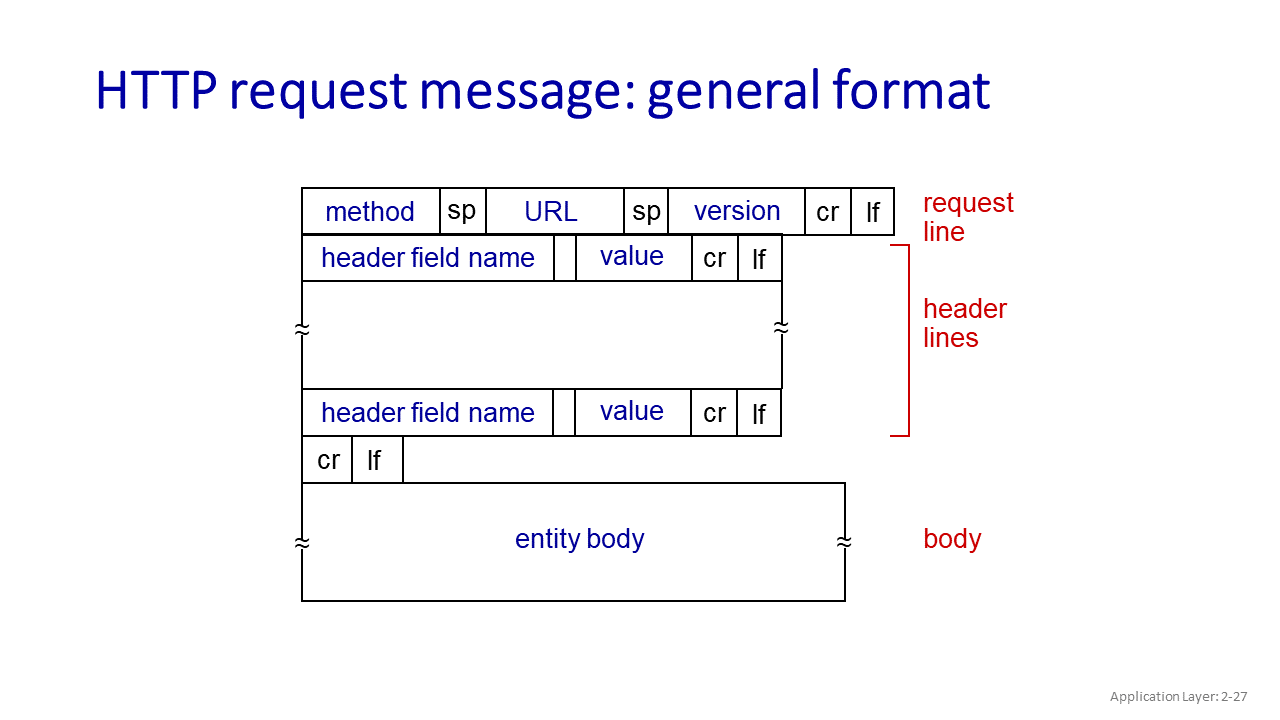 HTTP request message: general format
method sp URL sp version cr lf
request
line
header field name value cr lf
header
lines
≈ ≈
header field name value cr lf
cr lf
≈ entity body ≈
body
Application Layer: 2-27